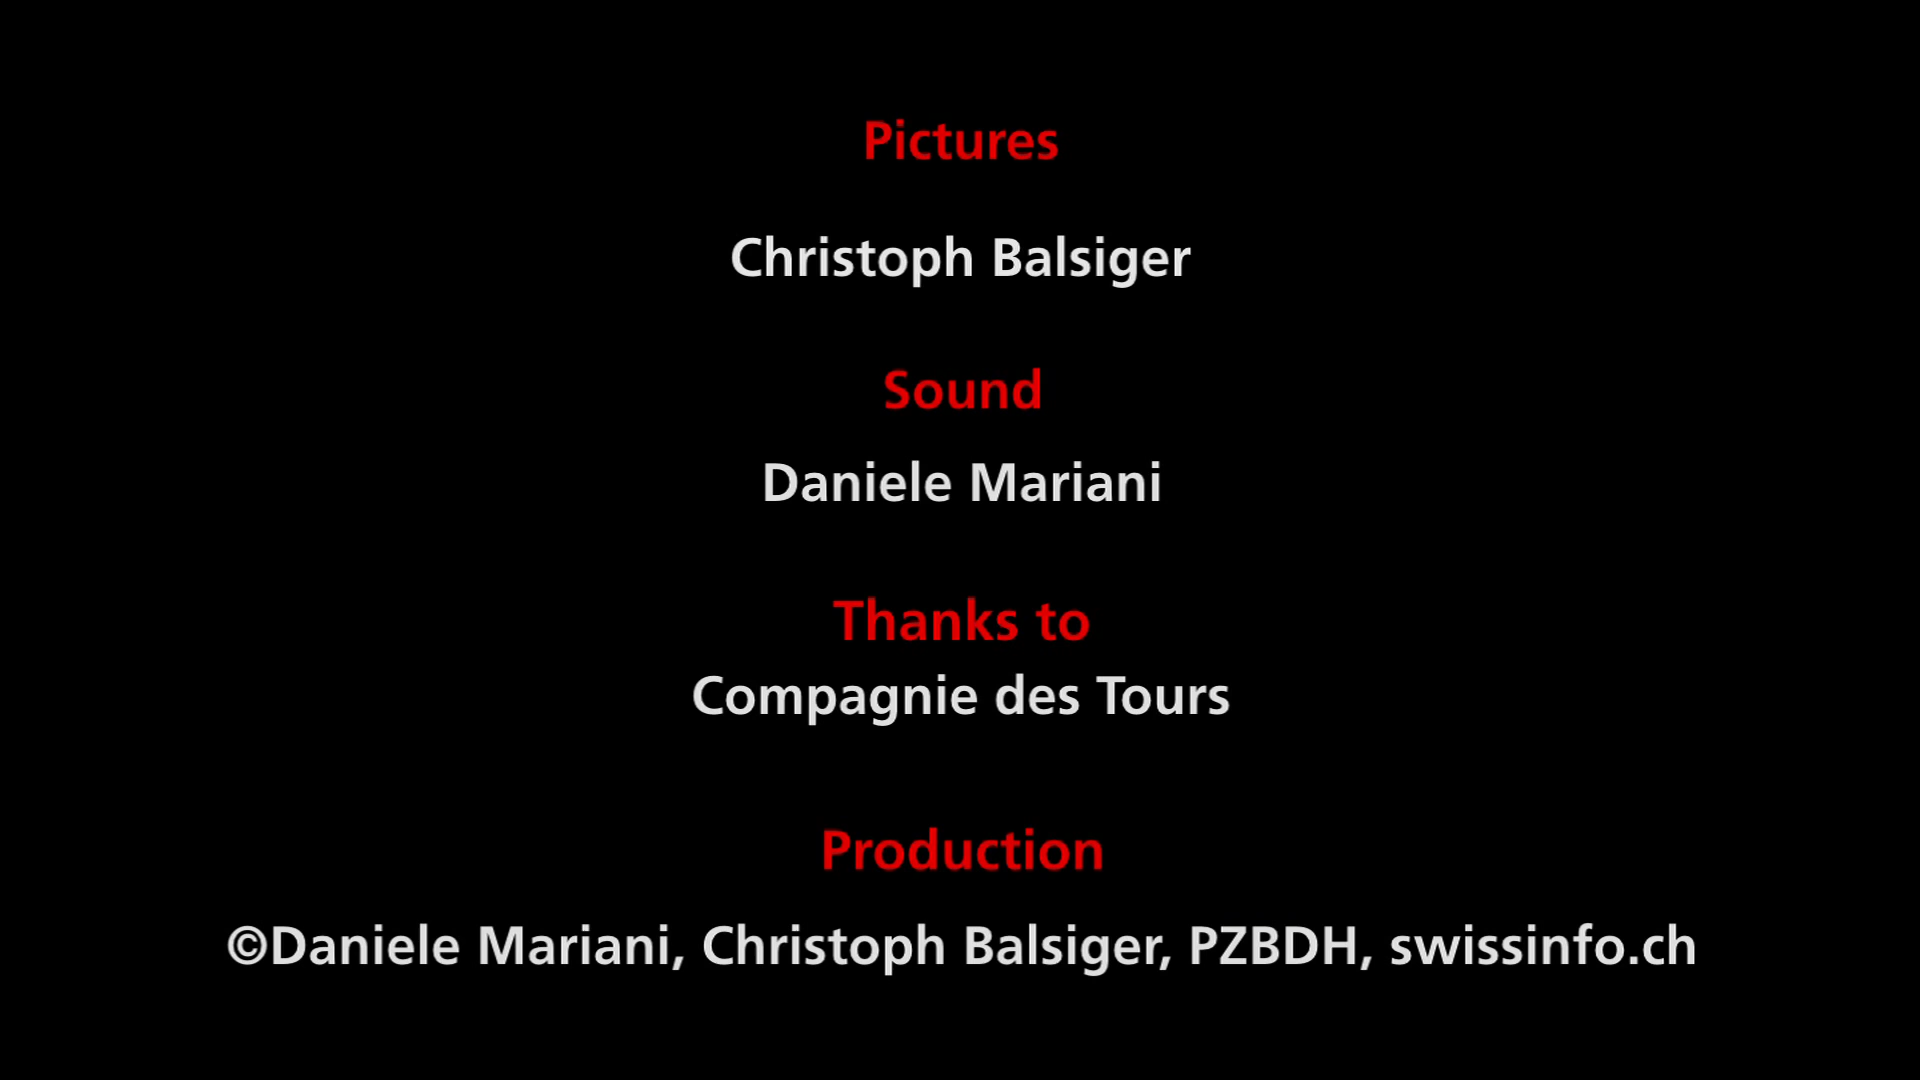 Pictures
Christoph Balsiger
Sound
Daniele Mariani
Thanks to
Compagnie des Tours
Production
©Daniele Mariani, Christoph Balsiger, PZBDH, swissinfo.ch